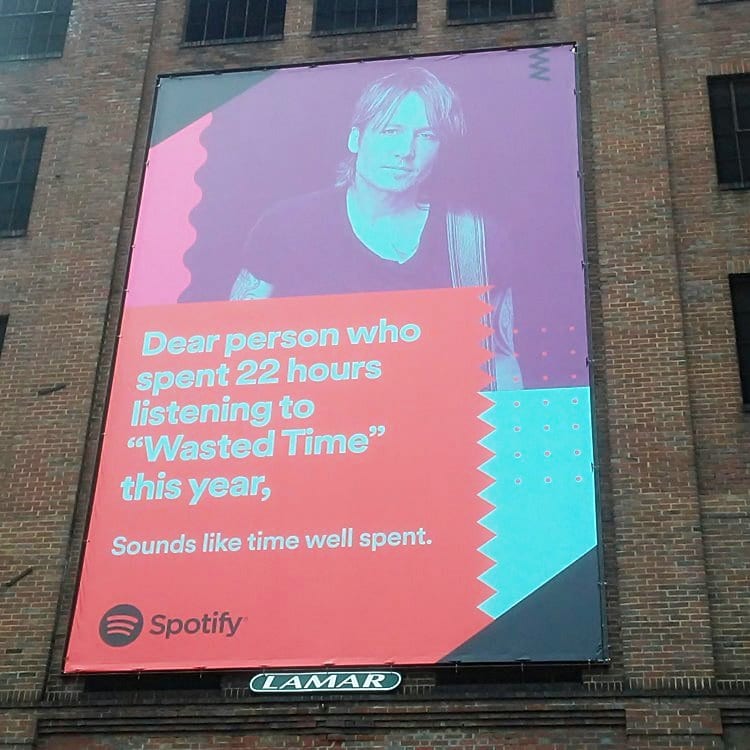 Dear person who
spent 22 hours
listening to
“Wasted Time”
this year,
Sounds like time well spent.
Spotify
LAMAR